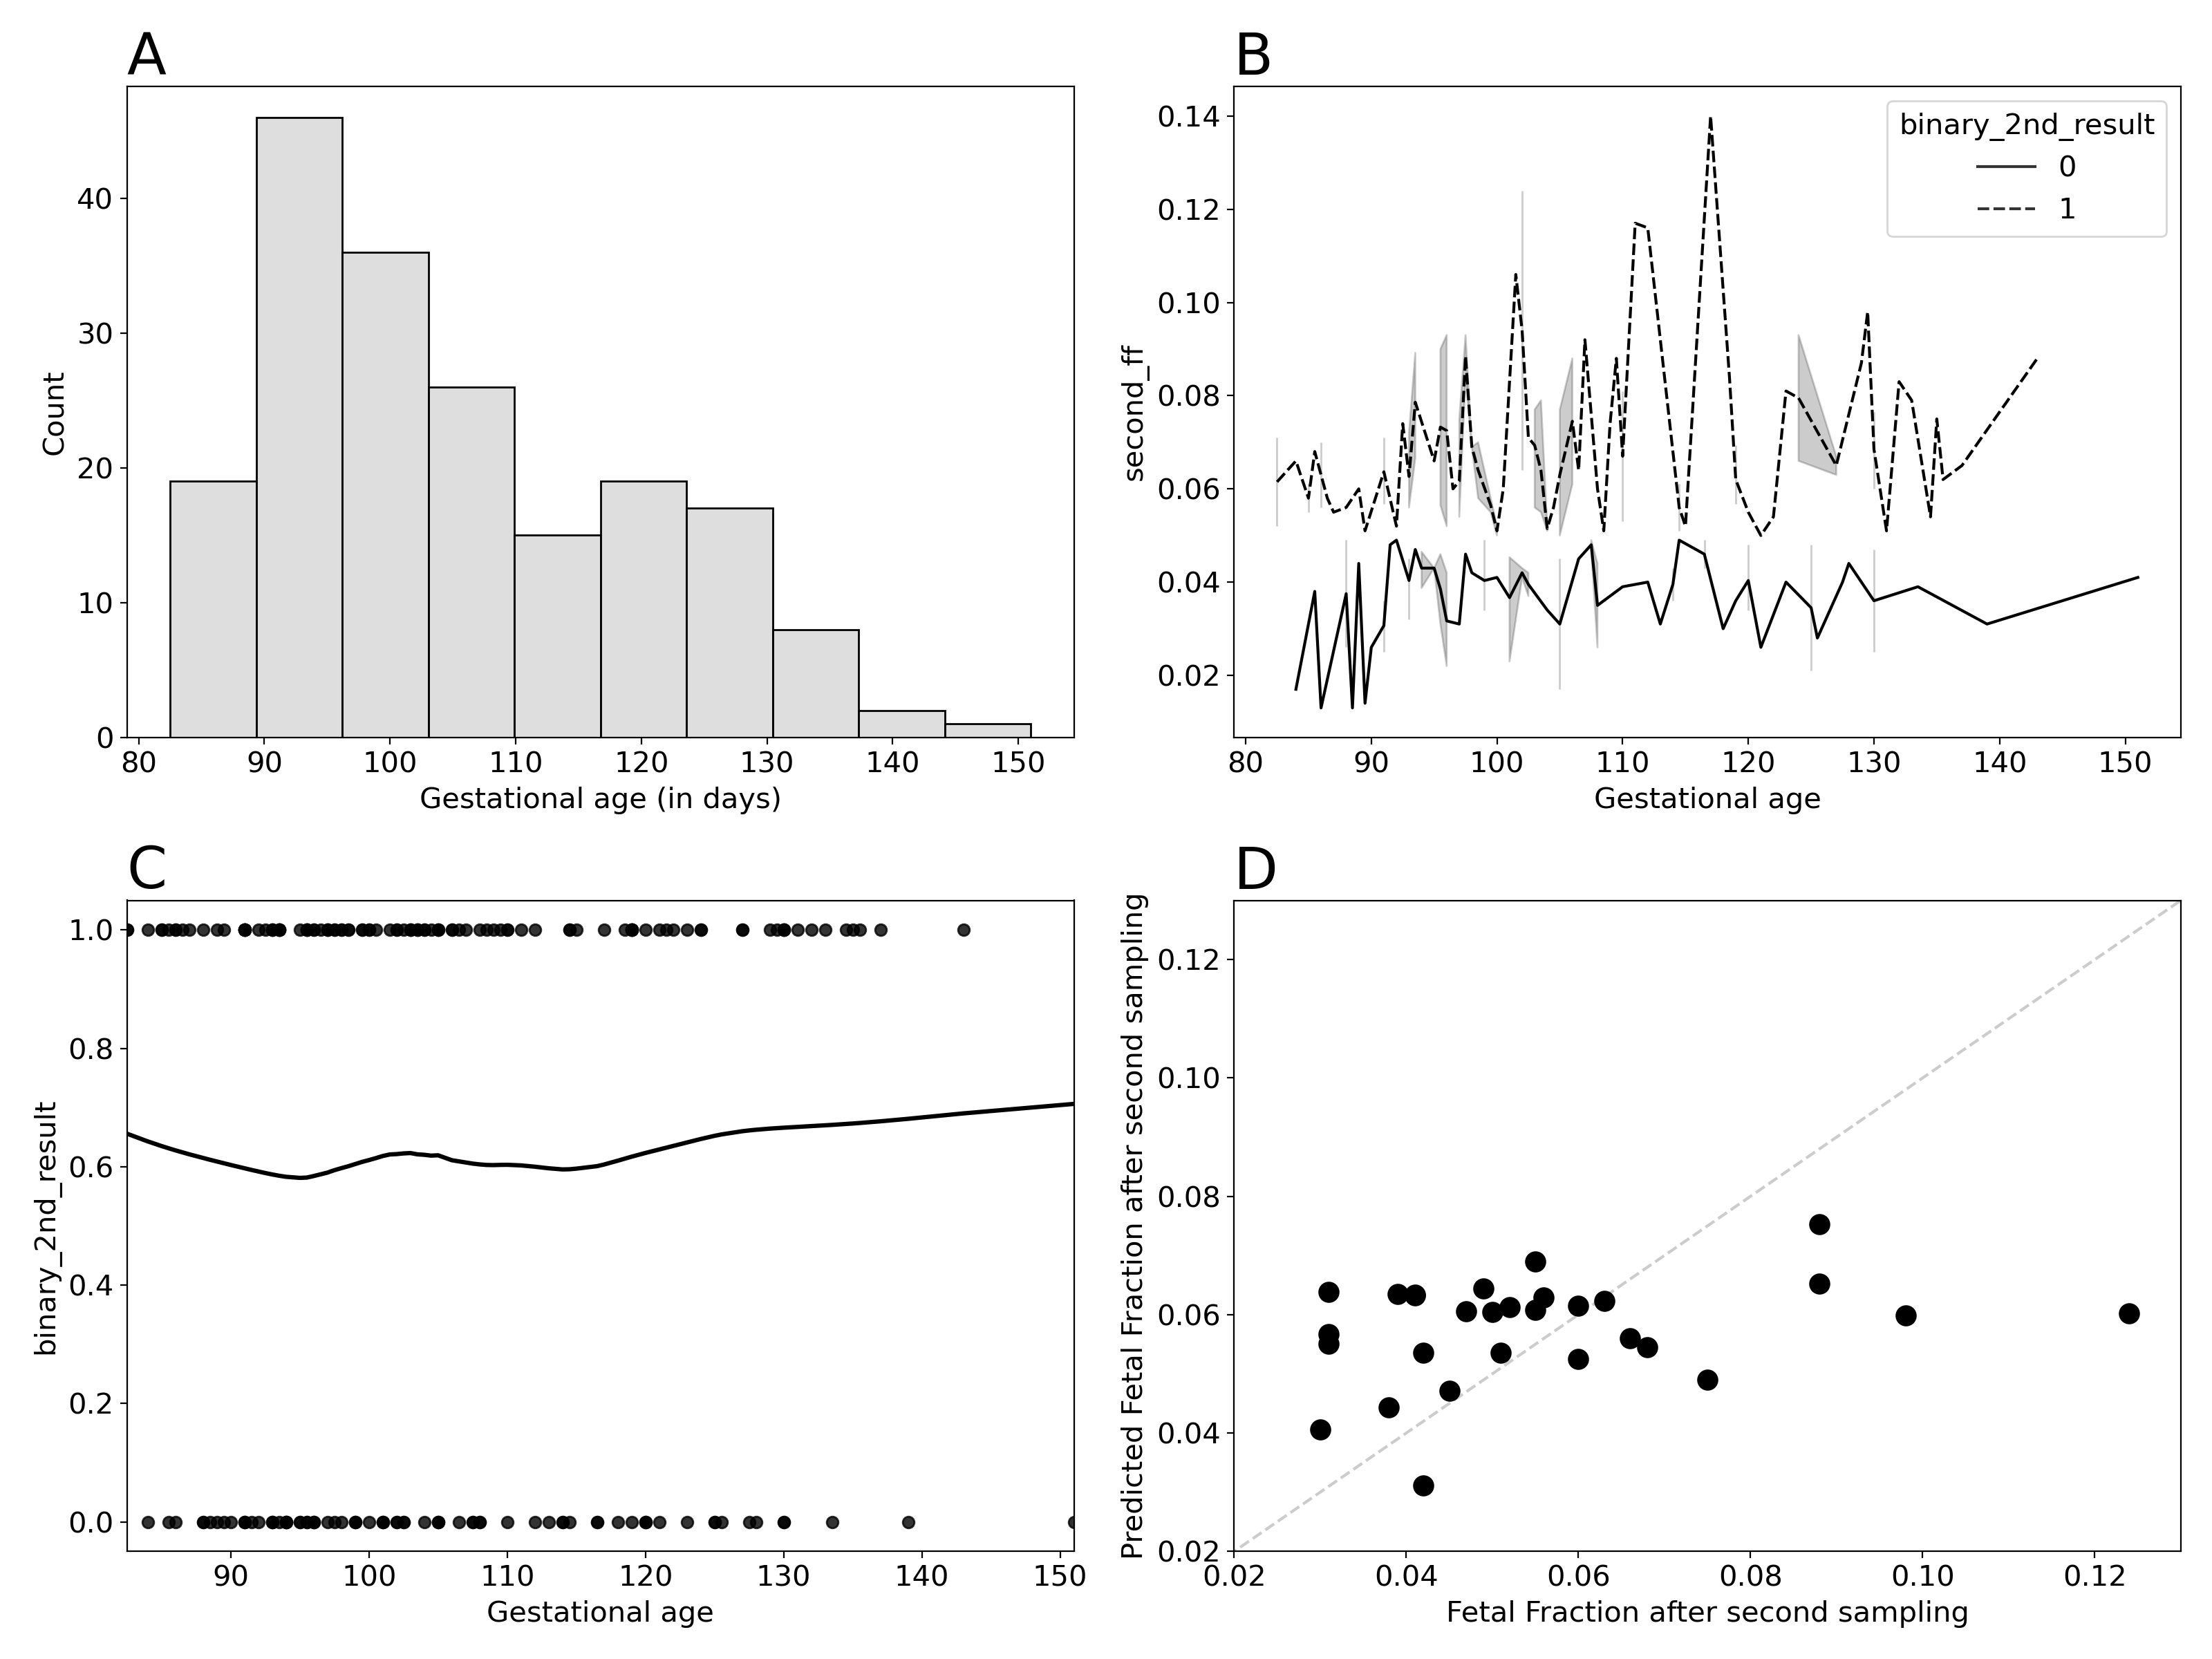 A
40
30
20
10
0
Count
80 90 100 110 120 130 140 150
Gestational age (in days)
B
0.14
0.12
0.10
0.08
0.06
0.04
0.02
second_ff
binary_2nd_result
0
1
80 90 100 110 120 130 140 150
Gestational age
C
1.0
0.8
0.6
0.4
0.2
0.0
binary_2nd_result
90 100 110 120 130 140 150
Gestational age
D
0.12
0.10
0.08
0.06
0.04
0.02
Predicted Fetal Fraction after second sampling
0.02 0.04 0.06 0.08 0.10 0.12
Fetal Fraction after second sampling